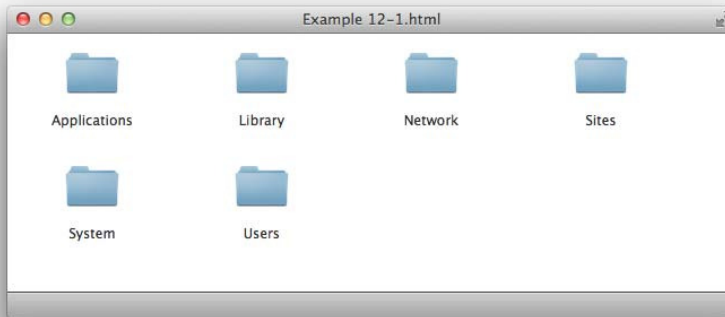 Example 12-1.html
Applications Library Network Sites
System Users